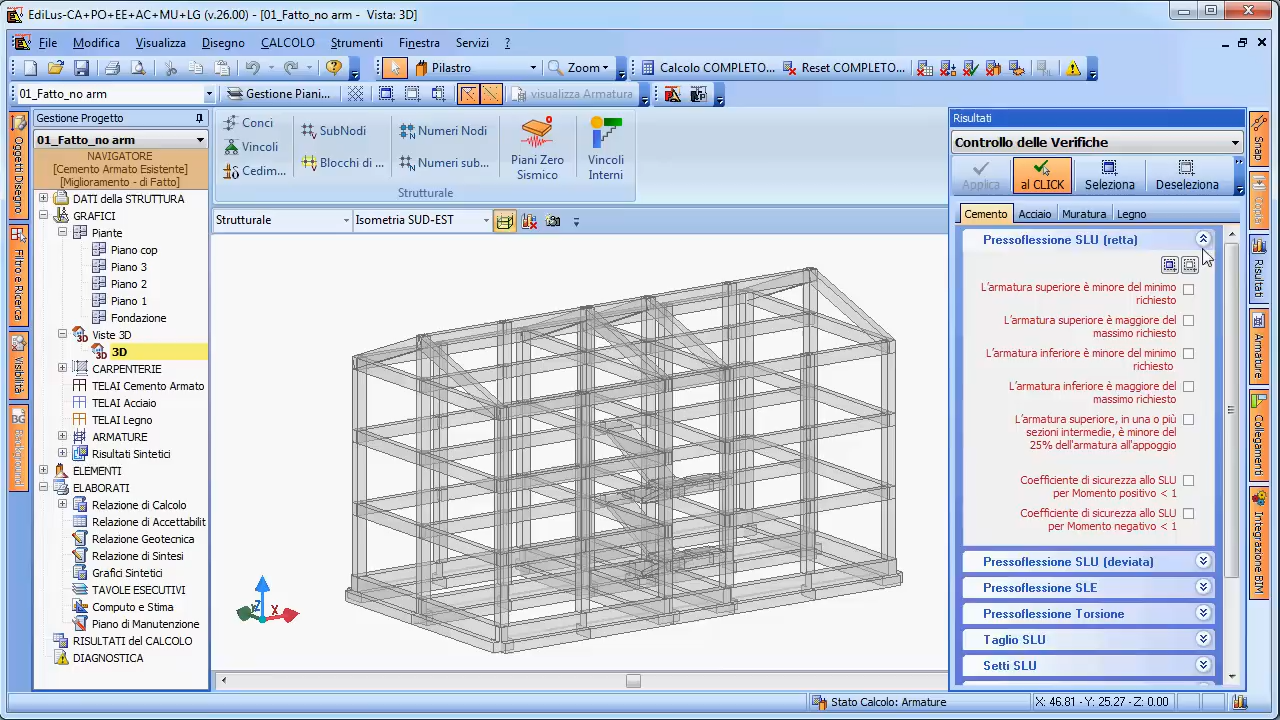 EdiLus-CA+PO+EE+AC+MU+LG (v.26.00) - [01_Fatto_no arm - Vista: 3D]
File Modifica Visualizza Disegno CALCOLO Strumenti Finestra Servizi ?
Pilastro Zoom Calcolo COMPLETO... Reset COMPLETO...
01_Fatto_no arm Gestione Piani... visualizza Armatura
Gestione Progetto
01_Fatto_no arm
NAVIGATORE
[Cemento Armato Esistente]
[Miglioramento - di Fatto]
DATI della STRUTTURA
GRAFICI
Piante
Piano cop
Piano 3
Piano 2
Piano 1
Fondazione
Viste 3D
3D
CARPENTERIE
TELAI Cemento Armato
TELAI Acciaio
TELAI Legno
ARMATURE
Risultati Sintetici
ELEMENTI
ELABORATI
Relazione di Calcolo
Relazione di Accettabilit
Relazione Geotecnica
Relazione di Sintesi
Grafici Sintetici
TAVOLE ESECUTIVI
Computo e Stima
Piano di Manutenzione
RISULTATI del CALCOLO
DIAGNOSTICA
Oggetti Disegno
Filtro e Ricerca
Visibilità
BG
Conci
Vincoli
Cedim...
SubNodi
Blocchi di ...
Numeri Nodi
Numeri sub...
Piani Zero
Sismico
Vincoli
Interni
Strutturale
Strutturale Isometria SUD-EST
Z
X
Risultati
Controllo delle Verifiche
Applica al CLICK Seleziona Deseleziona
Cemento Acciaio Muratura Legno
Pressoflessione SLU (retta)
L'armatura superiore è minore del minimo
richiesto
L'armatura superiore è maggiore del
massimo richiesto
L'armatura inferiore è minore del minimo
richiesto
L'armatura inferiore è maggiore del
massimo richiesto
L'armatura superiore, in una o più
sezioni intermedie, è minore del
25% dell'armatura all'appoggio
Coefficiente di sicurezza allo SLU
per Momento positivo < 1
Coefficiente di sicurezza allo SLU
per Momento negativo < 1
Pressoflessione SLU (deviata)
Pressoflessione SLE
Pressoflessione Torsione
Taglio SLU
Setti SLU
Snap
Risultati
Armature
Collegamenti
Integrazione BIM
Stato Calcolo: Armature
X: 46.81 - Y: 25.27 - Z: 0.00